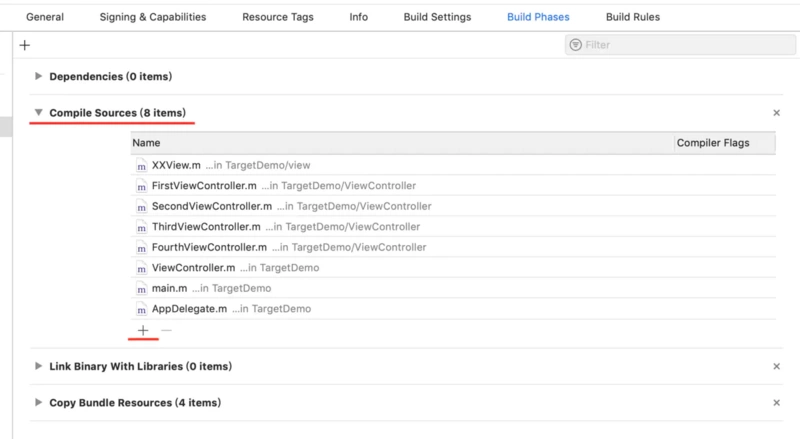 General Signing & Capabilities Resource Tags Info Build Settings Build Phases Build Rules
+ Filter
Dependencies (0 items)
Compile Sources (8 items) ×
Name Compiler Flags
m XXView.m ...in TargetDemo/view
m FirstViewController.m ...in TargetDemo/ViewController
m SecondViewController.m ...in TargetDemo/ViewController
m ThirdViewController.m ...in TargetDemo/ViewController
m FourthViewController.m ...in TargetDemo/ViewController
m ViewController.m ...in TargetDemo
m main.m ...in TargetDemo
m AppDelegate.m ...in TargetDemo
+ —
Link Binary With Libraries (0 items) ×
Copy Bundle Resources (4 items) ×